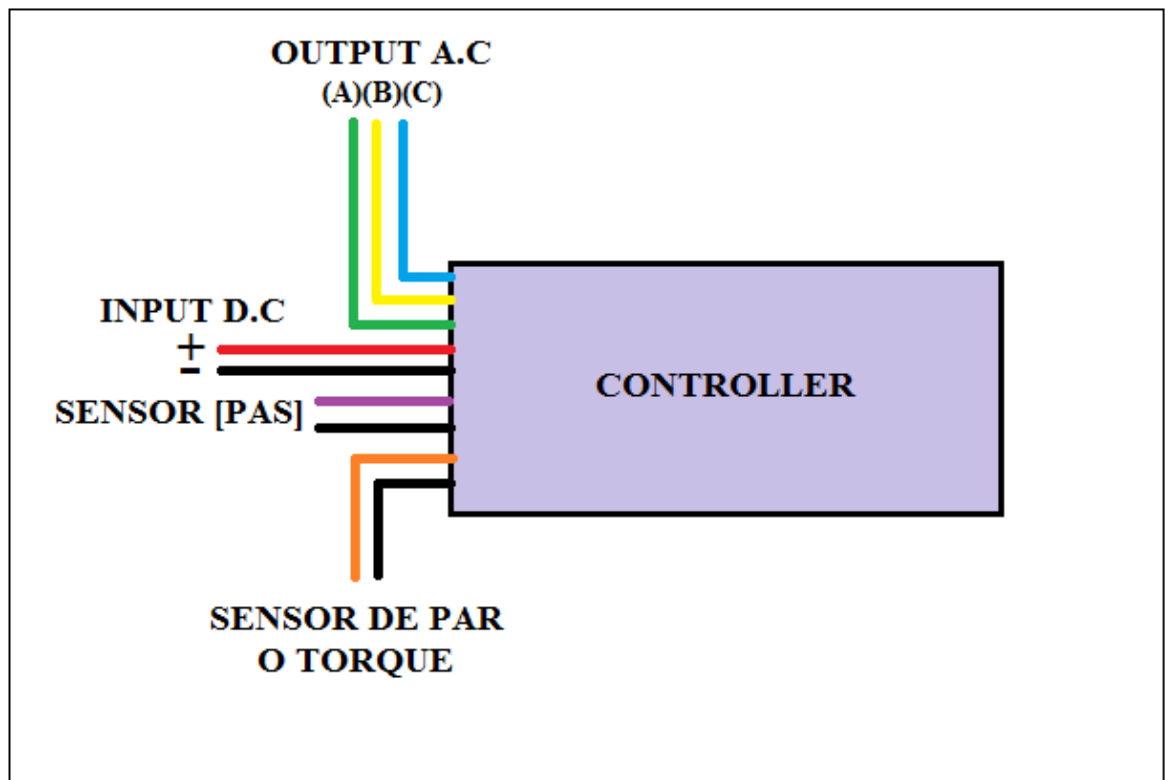 OUTPUT A.C
(A)(B)(C)
INPUT D.C
+
-
SENSOR [PAS]
CONTROLLER
SENSOR DE PAR
O TORQUE